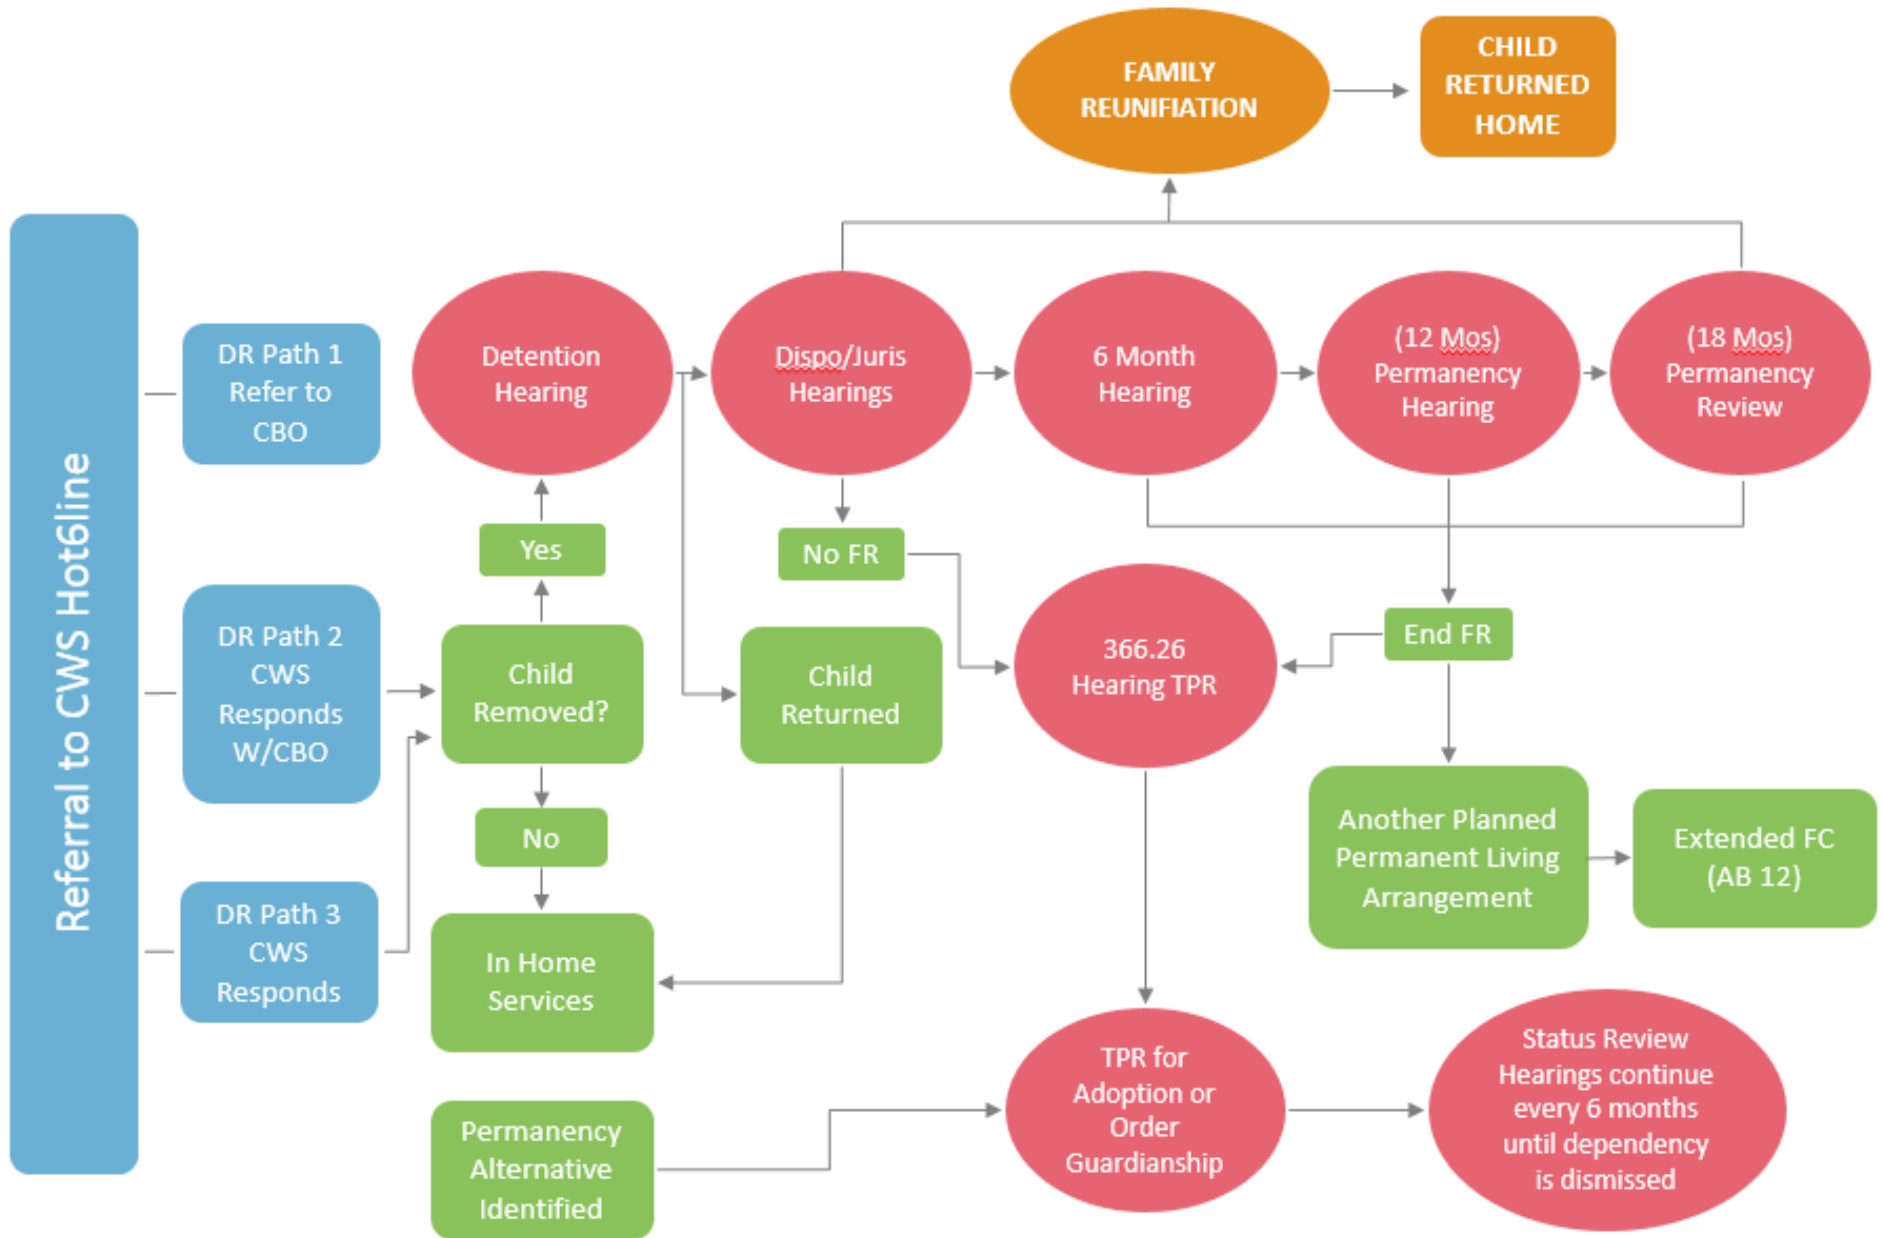 FAMILY
REUNIFIATION
CHILD
RETURNED
HOME
Referral to CWS Hot6line
DR Path 1
Refer to
CBO
Detention
Hearing
Dispo/Juris
Hearings
6 Month
Hearing
(12 Mos)
Permanency
Hearing
(18 Mos)
Permanency
Review
Yes
No FR
DR Path 2
CWS
Responds
W/CBO
Child
Removed?
Child
Returned
366.26
Hearing TPR
End FR
No
Another Planned
Permanent Living
Arrangement
Extended FC
(AB 12)
DR Path 3
CWS
Responds
In Home
Services
Permanency
Alternative
Identified
TPR for
Adoption or
Order
Guardianship
Status Review
Hearings continue
every 6 months
until dependency
is dismissed